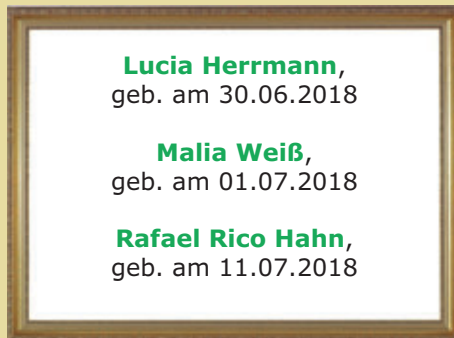 Lucia Herrmann,
geb. am 30.06.2018
Malia Weiß,
geb. am 01.07.2018
Rafael Rico Hahn,
geb. am 11.07.2018